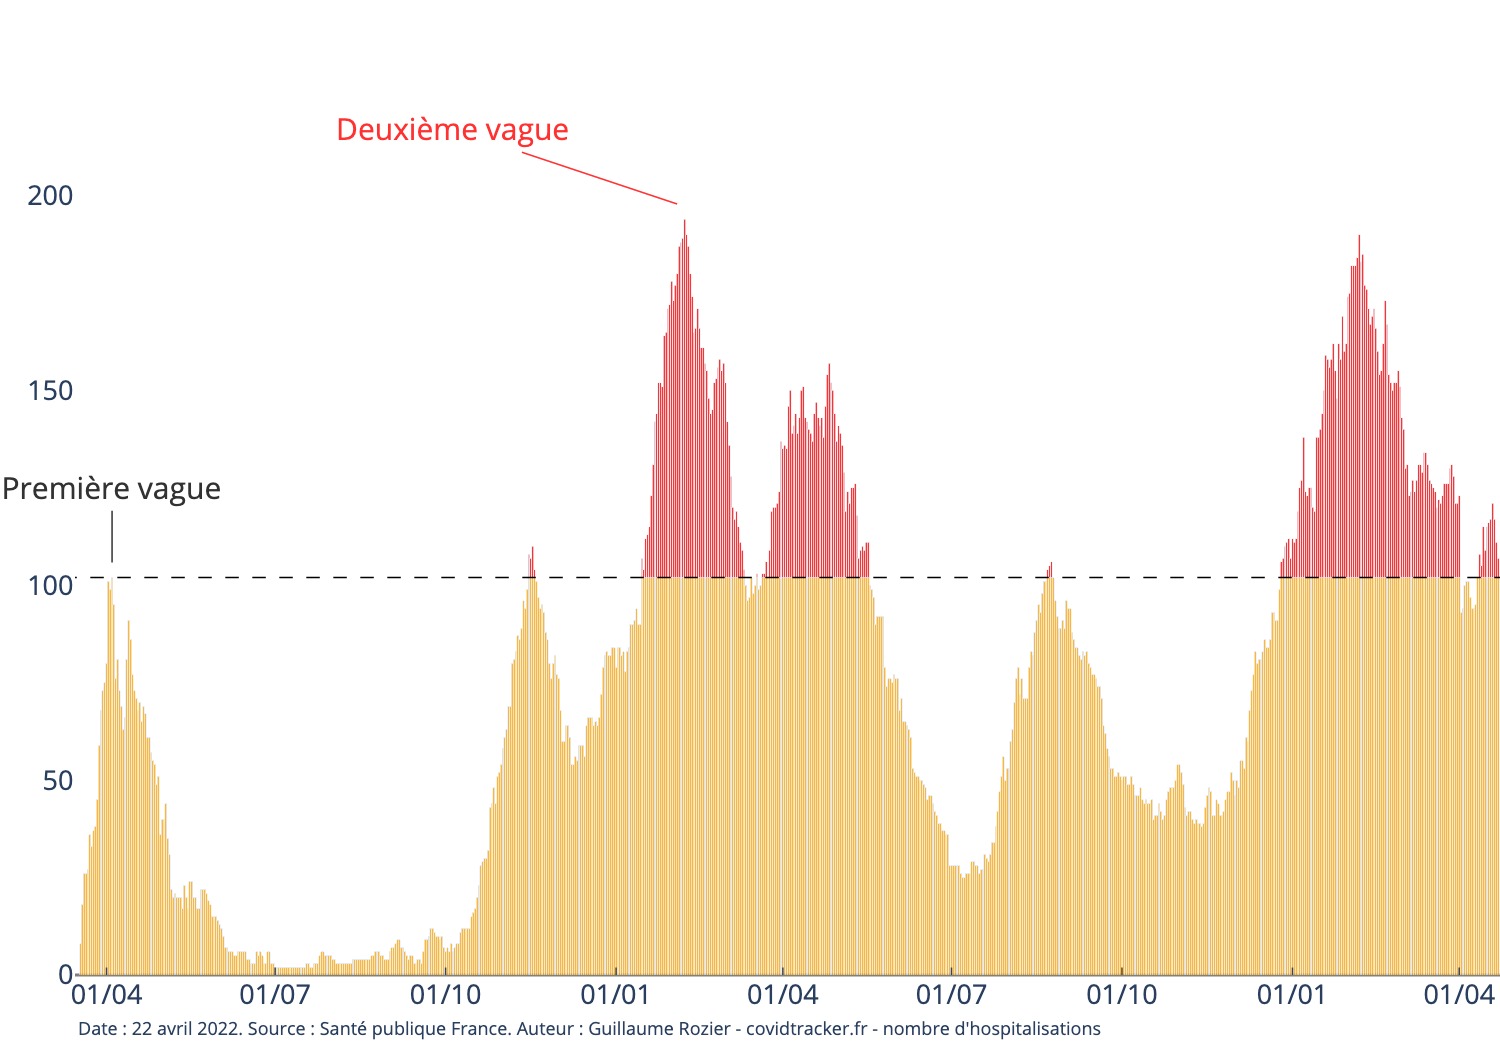 Deuxième vague
200
150
Première vague
100
50
0
01/04 01/07 01/10 01/01 01/04 01/07 01/10 01/01 01/04
Date : 22 avril 2022. Source : Santé publique France. Auteur : Guillaume Rozier - covidtracker.fr - nombre d'hospitalisations